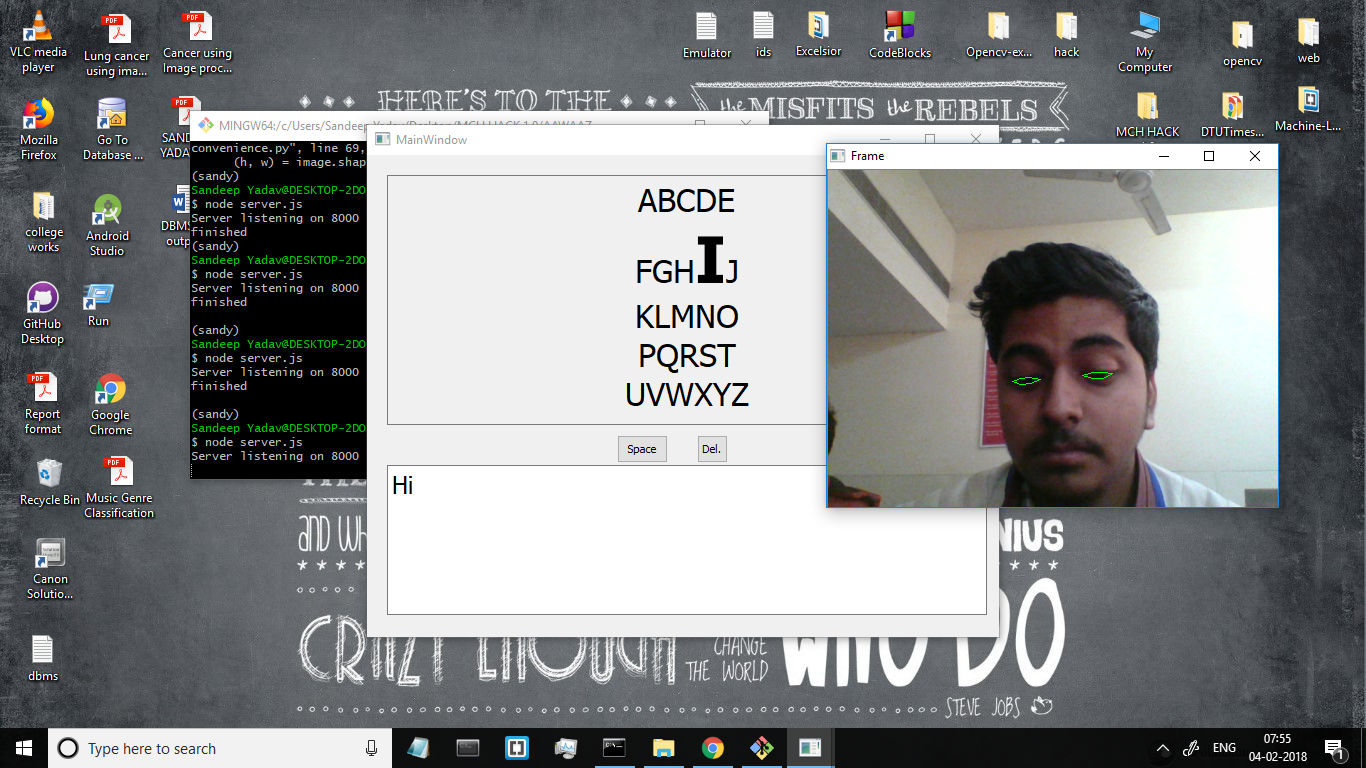 VLC media
player
Lung cancer
using ima...
Cancer using
Image proc...
Emulator
ids
Excelsior
CodeBlocks
Opencv-ex...
hack
My
Computer
opencv
web
HERE'S TO THE
the MISFITS the REBELS
Mozilla
Firefox
Go To
Database ...
SAND
YADA
MCH HACK
DTUTimes...
Machine-L...
MINGW64:/c/Users/Sandeep Yadav/Desktop/MCH HACK 1.0/AAWAAZ
convenience.py", line 69,
(h, w) = image.shap
(sandy)
Sandeep Yadav@DESKTOP-2DO
$ node server.js
Server listening on 8000
finished
(sandy)
Sandeep Yadav@DESKTOP-2DO
$ node server.js
Server listening on 8000
finished
(sandy)
Sandeep Yadav@DESKTOP-2DO
$ node server.js
Server listening on 8000
finished
(sandy)
Sandeep Yadav@DESKTOP-2DO
$ node server.js
Server listening on 8000
MainWindow
ABCDE
FGHIJ
KLMNO
PQRST
UVWXYZ
Space
Del.
Hi
Frame
college
works
Android
Studio
DBMS
outp
GitHub
Desktop
Run
Report
format
Google
Chrome
Recycle Bin
Music Genre
Classification
Canon
Solutio...
dbms
AND WH
NIUS
CRAZY ENOUGH
CHANGE
THE WORLD
WHO DO
STEVE JOBS
Type here to search
ENG
07:55
04-02-2018
1